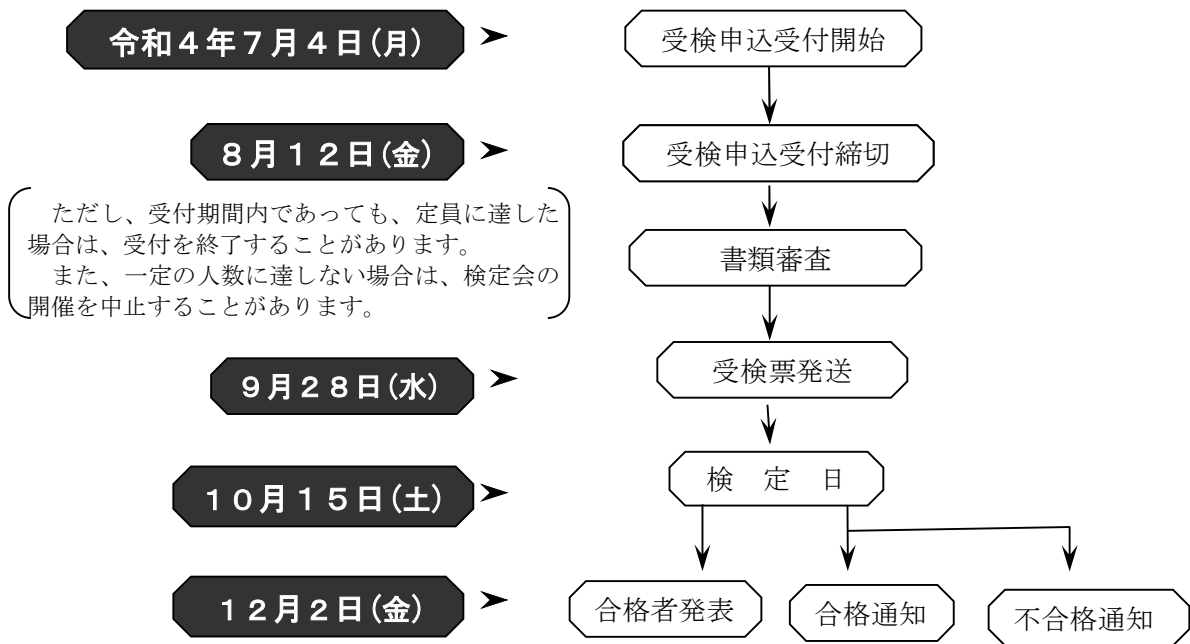 令和４年７月４日(月)
受検申込受付開始
８月１２日(金)
受検申込受付締切
ただし、受付期間内であっても、定員に達した
場合は、受付を終了することがあります。
また、一定の人数に達しない場合は、検定会の
開催を中止することがあります。
書類審査
９月２８日(水)
受検票発送
１０月１５日(土)
検　定　日
１２月２日(金)
合格者発表
合格通知
不合格通知